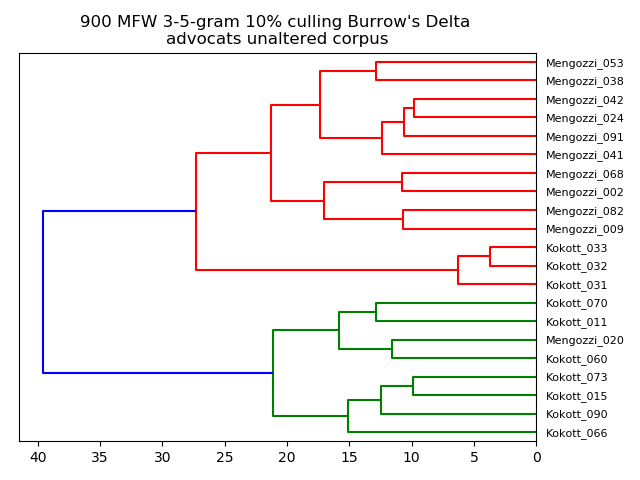 900 MFW 3-5-gram 10% culling Burrow's Delta
advocats unaltered corpus
Mengozzi_053
Mengozzi_038
Mengozzi_042
Mengozzi_024
Mengozzi_091
Mengozzi_041
Mengozzi_068
Mengozzi_002
Mengozzi_082
Mengozzi_009
Kokott_033
Kokott_032
Kokott_031
Kokott_070
Kokott_011
Mengozzi_020
Kokott_060
Kokott_073
Kokott_015
Kokott_090
Kokott_066
40 35 30 25 20 15 10 5 0